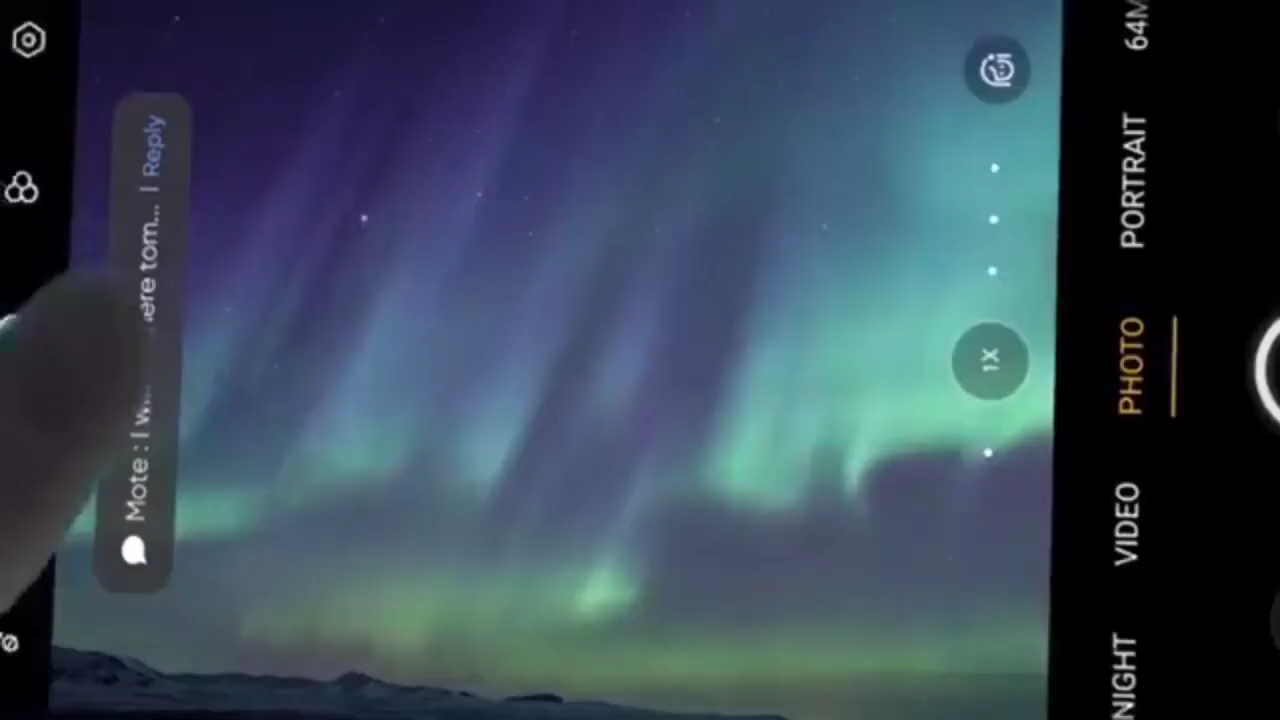 Mote : I w... ere tom... | Reply
1X
64M
PORTRAIT
PHOTO
VIDEO
NIGHT